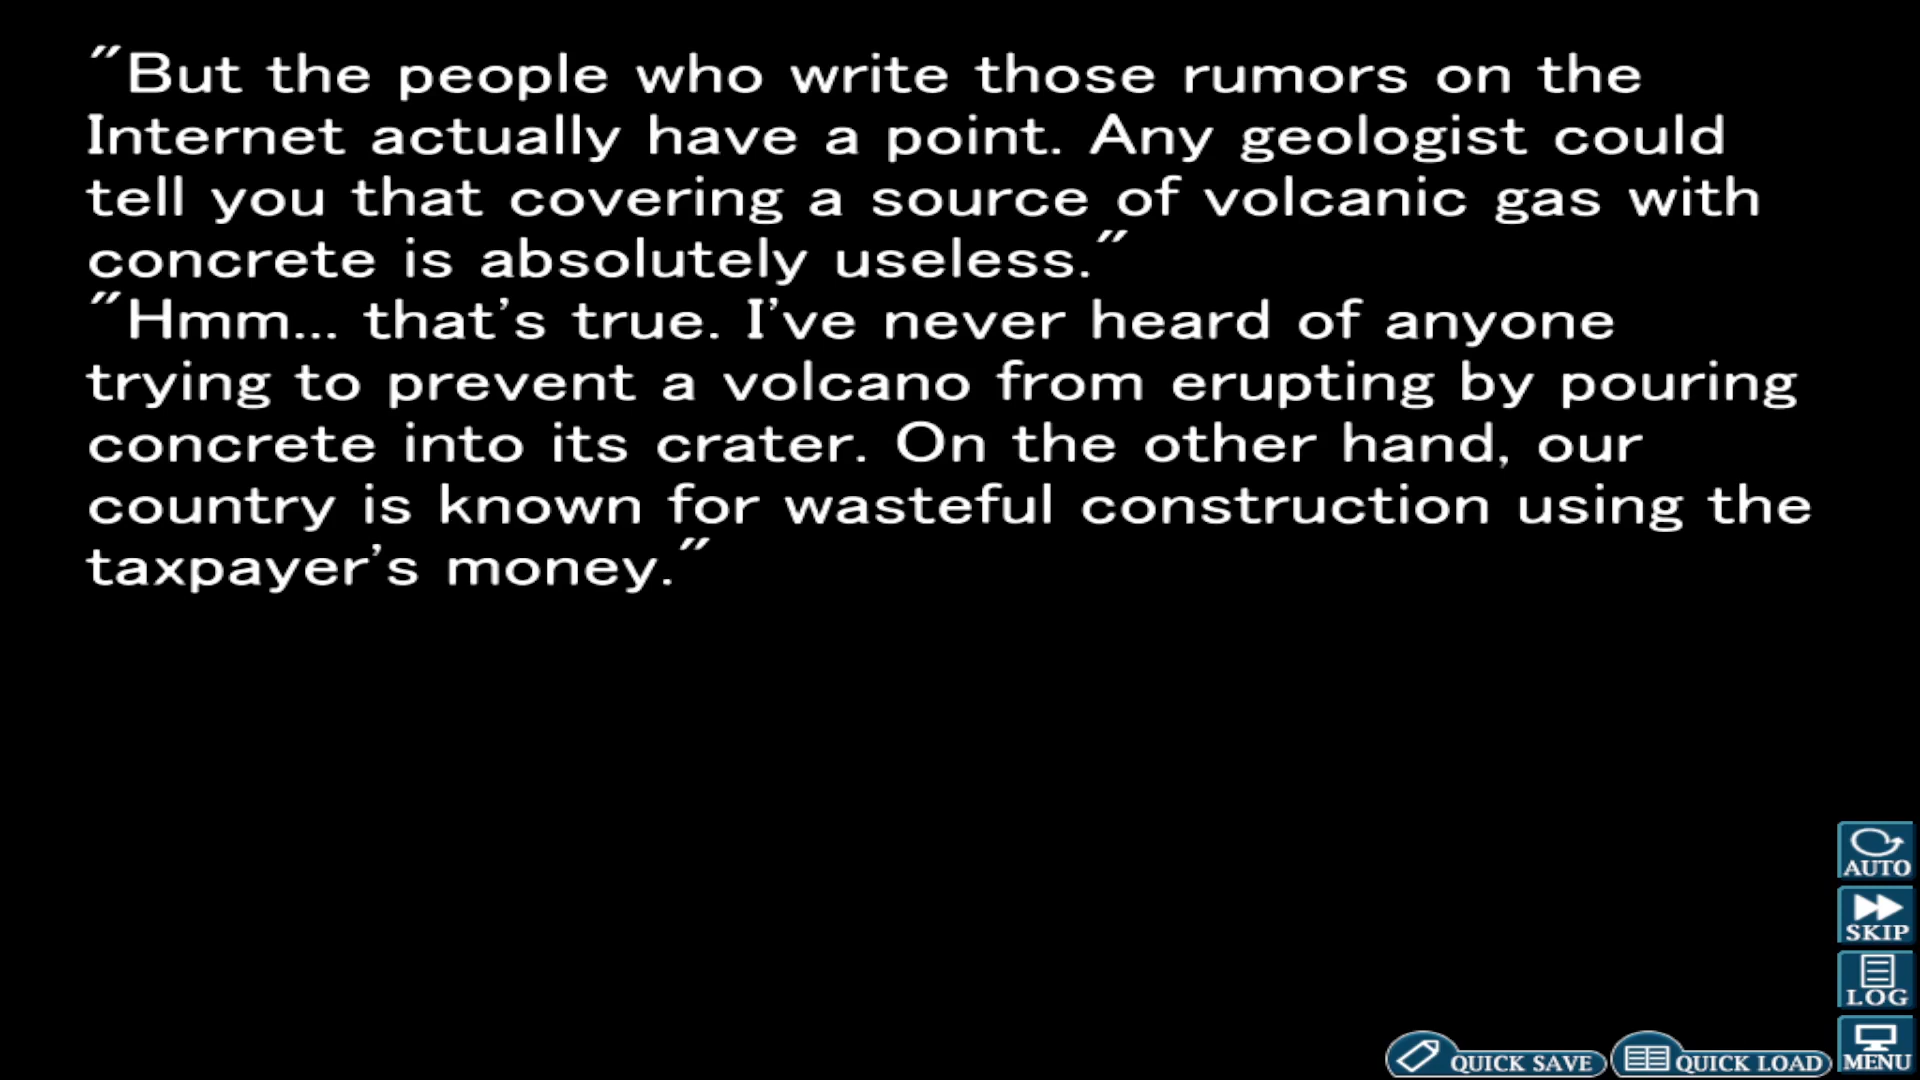 "But the people who write those rumors on the
Internet actually have a point. Any geologist could
tell you that covering a source of volcanic gas with
concrete is absolutely useless."
"Hmm... that's true. I've never heard of anyone
trying to prevent a volcano from erupting by pouring
concrete into its crater. On the other hand, our
country is known for wasteful construction using the
taxpayer's money."
AUTO
SKIP
LOG
QUICK SAVE QUICK LOAD MENU